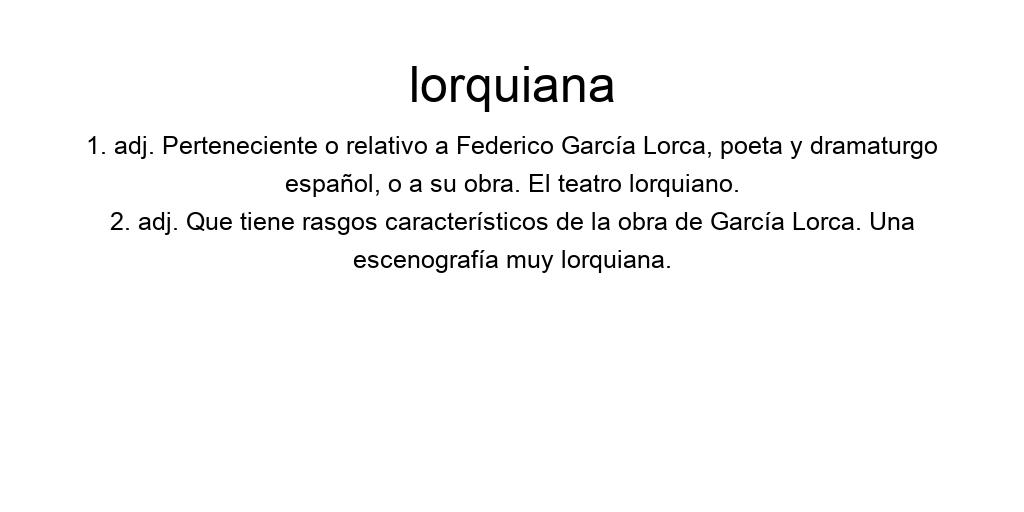 lorquiana
1. adj. Perteneciente o relativo a Federico García Lorca, poeta y dramaturgo
español, o a su obra. El teatro lorquiano.
2. adj. Que tiene rasgos característicos de la obra de García Lorca. Una
escenografía muy lorquiana.